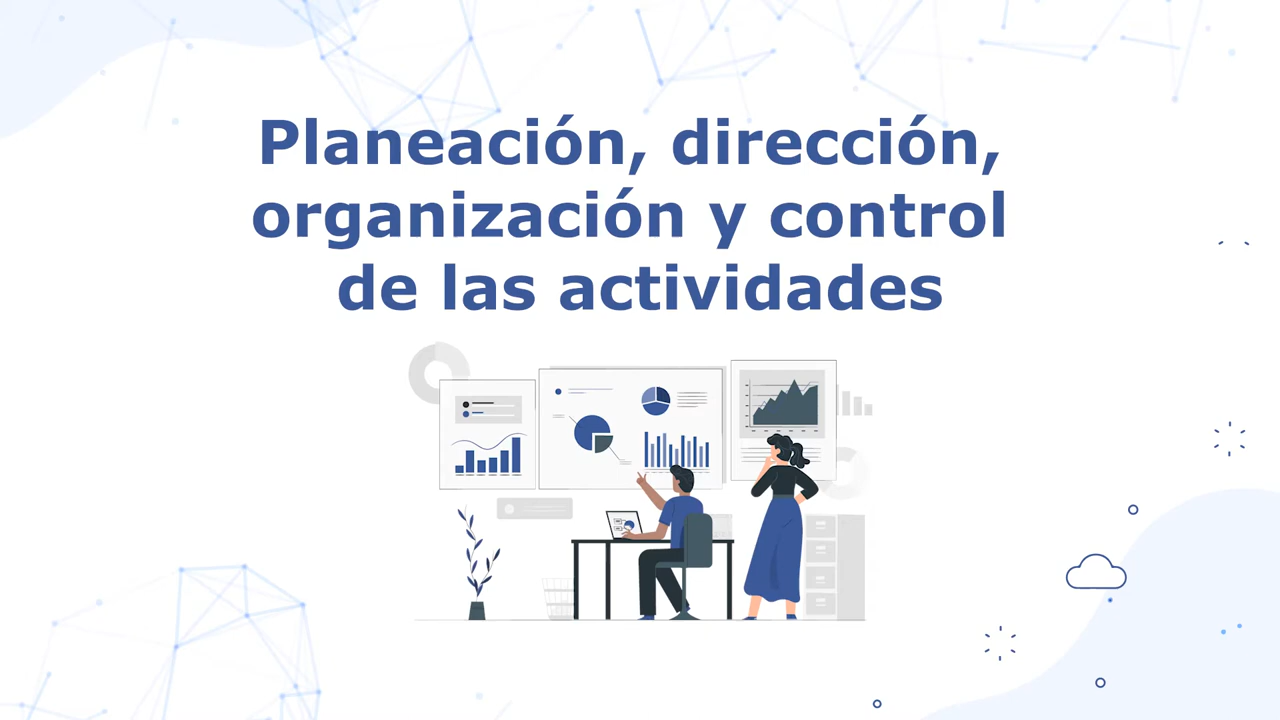 Planeación, dirección,
organización y control
de las actividades